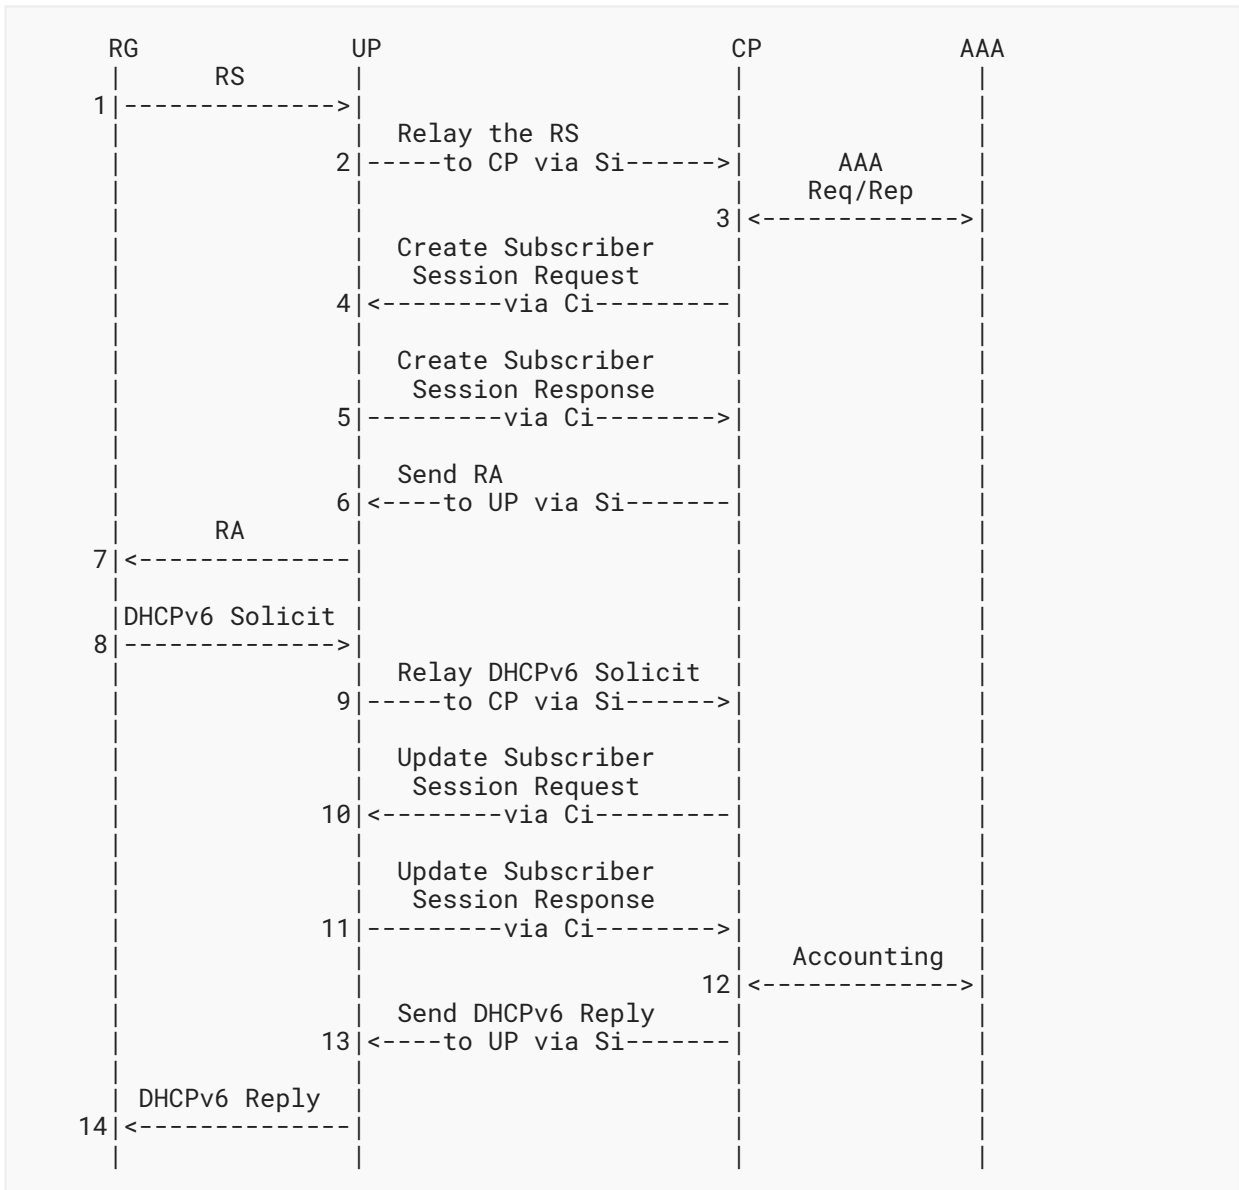 RG UP CP AAA
RS
1|-------------->|
Relay the RS
2|-----to CP via Si------>| AAA
Req/Rep
3|<------------->|
Create Subscriber
Session Request
4|<--------via Ci---------|
Create Subscriber
Session Response
5|---------via Ci-------->|
Send RA
6|<----to UP via Si-------|
RA
7|<--------------|
DHCPv6 Solicit
8|-------------->|
Relay DHCPv6 Solicit
9|-----to CP via Si------>|
Update Subscriber
Session Request
10|<--------via Ci---------|
Update Subscriber
Session Response
11|---------via Ci-------->|
Accounting
12|<------------->|
Send DHCPv6 Reply
13|<----to UP via Si-------|
DHCPv6 Reply
14|<--------------|